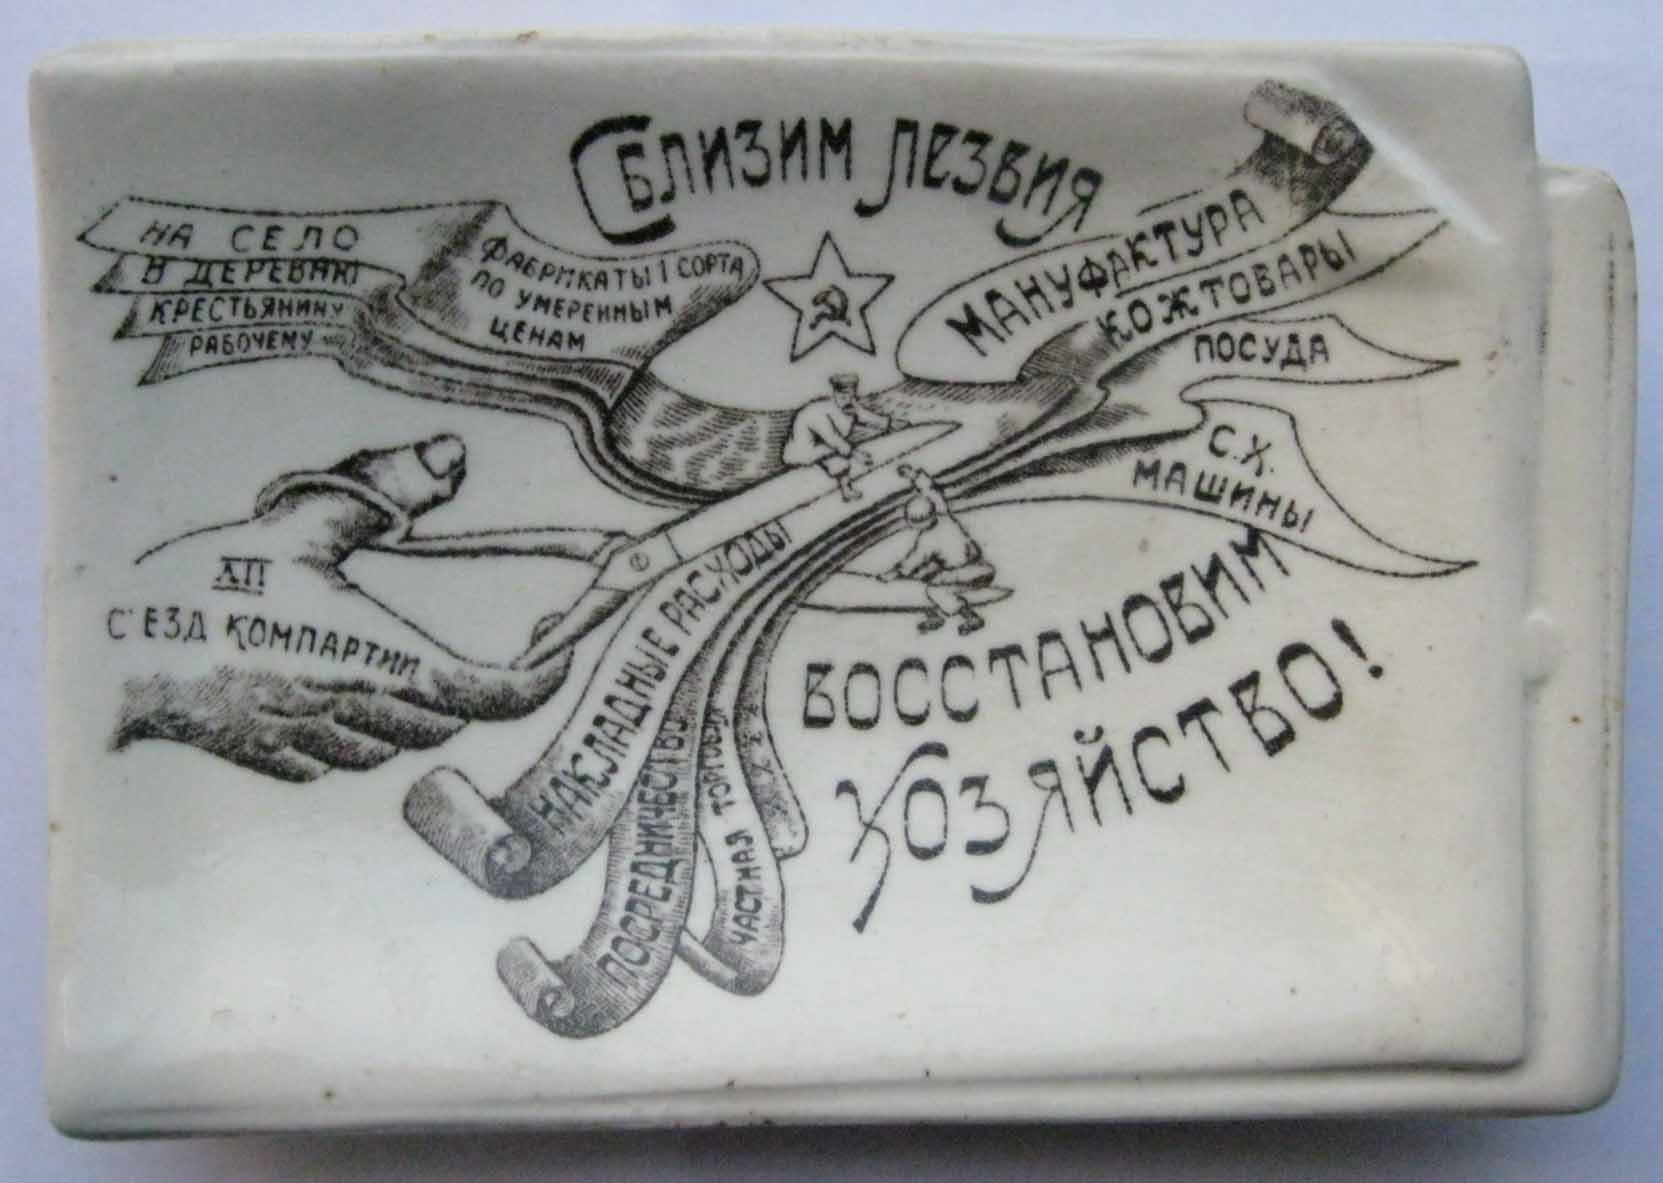 Сблизим лезвия
НА СЕЛО
В ДЕРЕВНЮ
КРЕСТЬЯНИНУ
РАБОЧЕМУ
ФАБРИКАТЫ I СОРТА
ПО УМЕРЕННЫМ
ЦЕНАМ
МАНУФАКТУРА
КОЖТОВАРЫ
ПОСУДА
С.Х.
МАШИНЫ
XII
С'ЕЗД КОМПАРТИИ
НАКЛАДНЫЕ РАСХОДЫ
ПОСРЕДНИЧЕСТВО
ЧАСТНАЯ ТОРГОВЛЯ
ВОССТАНОВИМ
ХОЗЯЙСТВО!